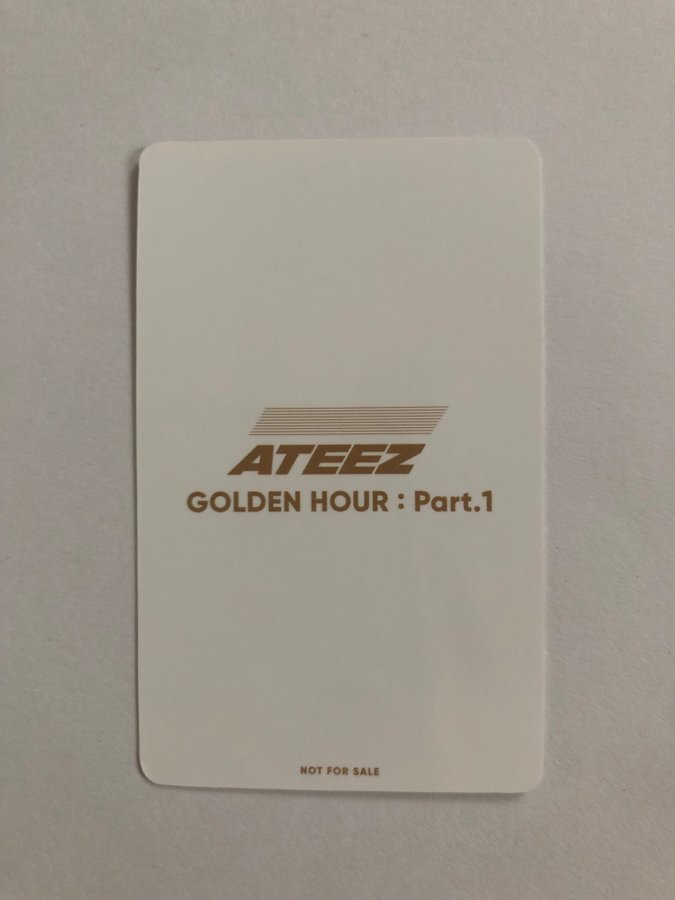 ATEEZ
GOLDEN HOUR : Part.1
NOT FOR SALE